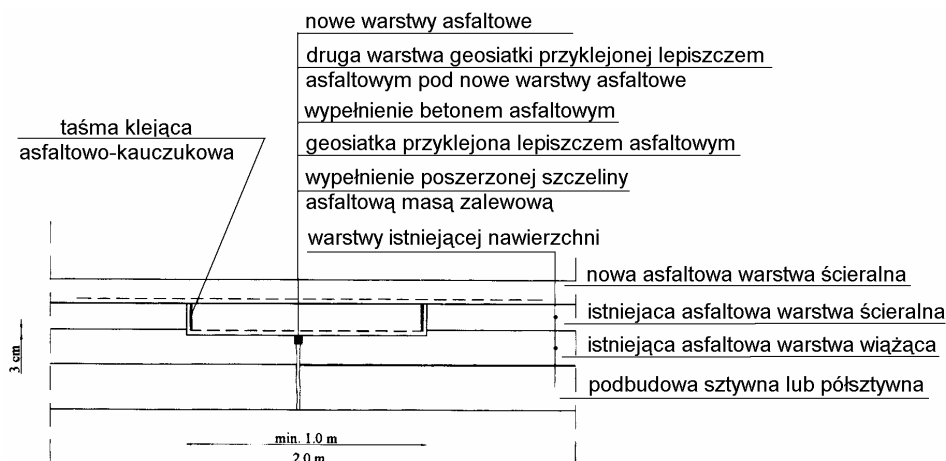 nowe warstwy asfaltowe
druga warstwa geosiatki przyklejonej lepiszczem
asfaltowym pod nowe warstwy asfaltowe
wypełnienie betonem asfaltowym
taśma klejąca
asfaltowo-kauczukowa
geosiatka przyklejona lepiszczem asfaltowym
wypełnienie poszerzonej szczeliny
asfaltową masą zalewową
warstwy istniejącej nawierzchni
nowa asfaltowa warstwa ścieralna
istniejaca asfaltowa warstwa ścieralna
istniejąca asfaltowa warstwa wiążąca
3 cm
podbudowa sztywna lub półsztywna
min. 1.0 m
2.0 m